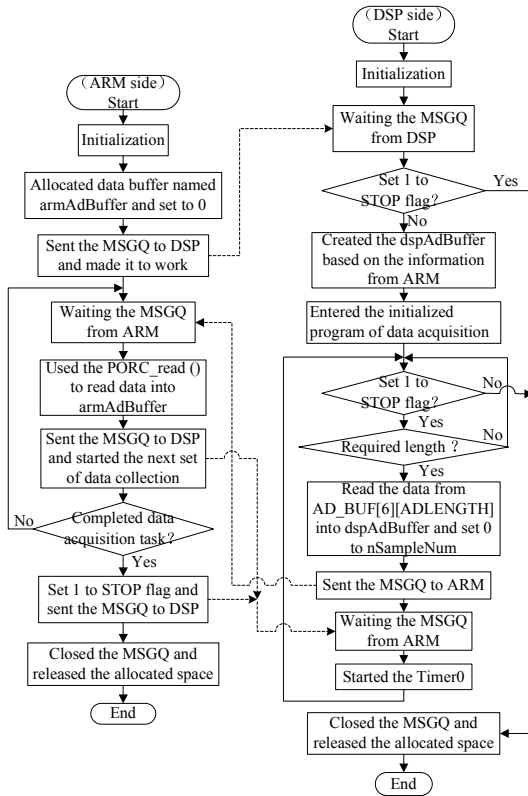 （ARM side）
Start
Initialization
Allocated data buffer named
armAdBuffer and set to 0
Sent the MSGQ to DSP
and made it to work
Waiting the MSGQ
from ARM
Used the PORC_read ()
to read data into
armAdBuffer
Sent the MSGQ to DSP
and started the next set
of data collection
No
Completed data
acquisition task?
Yes
Set 1 to STOP flag and
sent the MSGQ to DSP
Closed the MSGQ and
released the allocated space
End
（DSP side）
Start
Initialization
Waiting the MSGQ
from DSP
Yes
Set 1 to
STOP flag?
No
Created the dspAdBuffer
based on the information
from ARM
Entered the initialized
program of data acquisition
Set 1 to
STOP flag?
No
Yes
Required length ?
No
Yes
Read the data from
AD_BUF[6][ADLENGTH]
into dspAdBuffer and set 0
to nSampleNum
Sent the MSGQ to ARM
Waiting the MSGQ
from ARM
Started the Timer0
Closed the MSGQ and
released the allocated space
End